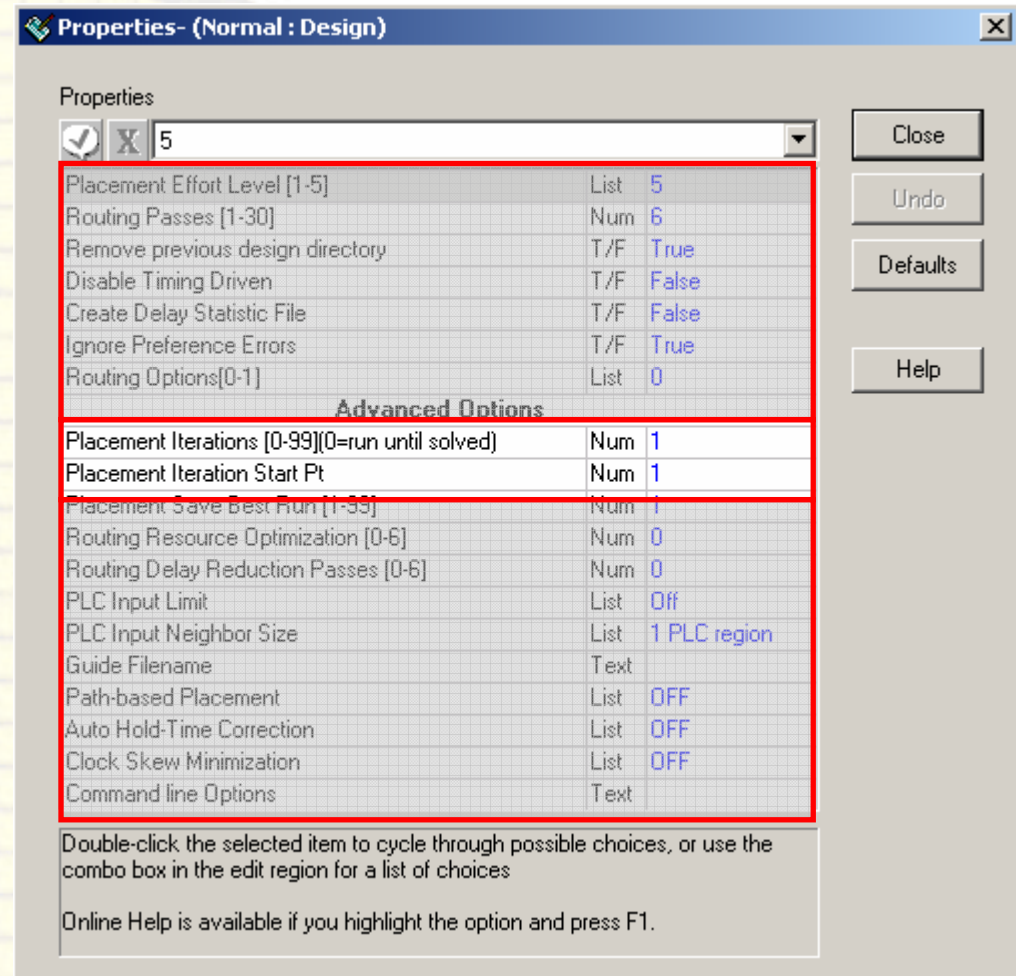 Properties- (Normal : Design)
Properties
5
Close
Undo
Defaults
Help
Placement Effort Level [1-5] List 5
Routing Passes [1-30] Num 6
Remove previous design directory T/F True
Disable Timing Driven T/F False
Create Delay Statistic File T/F False
Ignore Preference Errors T/F True
Routing Options[0-1] List 0
Advanced Options
Placement Iterations [0-99](0=run until solved) Num 1
Placement Iteration Start Pt Num 1
Placement Save Best Run [1-99] Num 1
Routing Resource Optimization [0-6] Num 0
Routing Delay Reduction Passes [0-6] Num 0
PLC Input Limit List Off
PLC Input Neighbor Size List 1 PLC region
Guide Filename Text
Path-based Placement List OFF
Auto Hold-Time Correction List OFF
Clock Skew Minimization List OFF
Command line Options Text
Double-click the selected item to cycle through possible choices, or use the
combo box in the edit region for a list of choices
Online Help is available if you highlight the option and press F1.